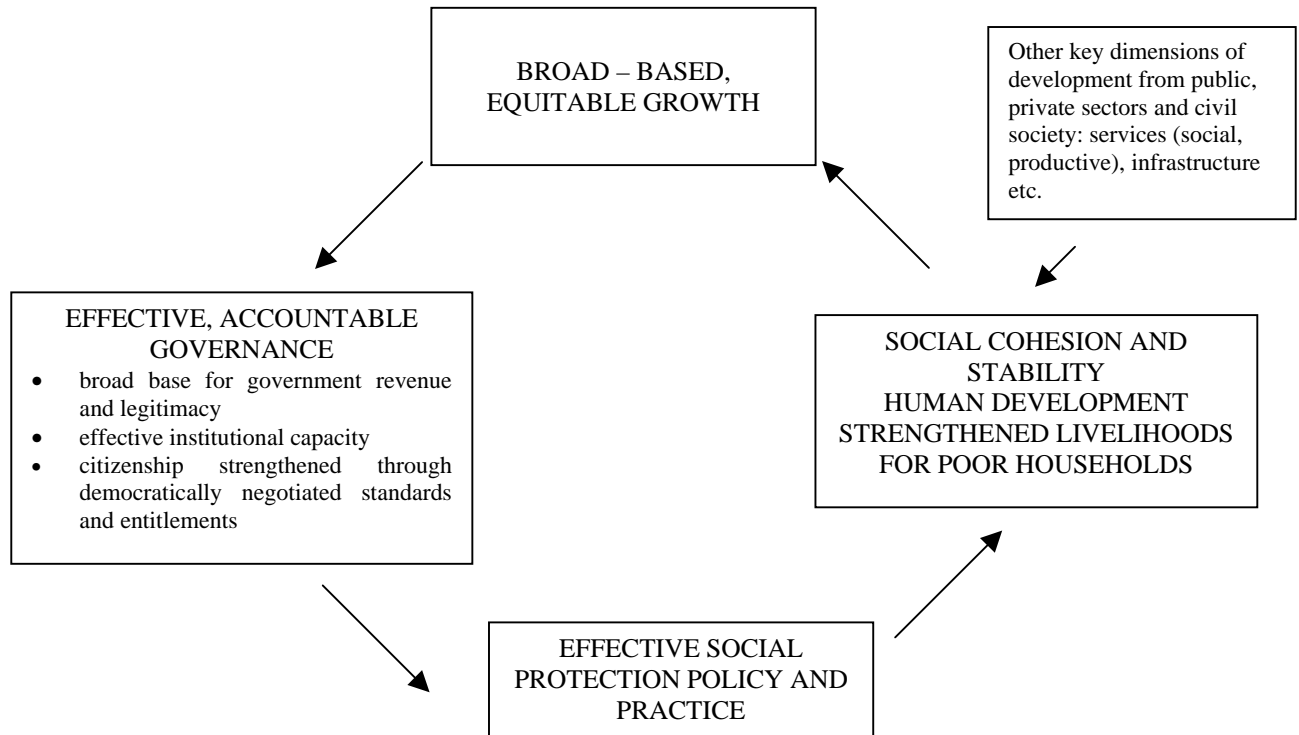 BROAD – BASED,
EQUITABLE GROWTH
Other key dimensions of
development from public,
private sectors and civil
society: services (social,
productive), infrastructure
etc.
EFFECTIVE, ACCOUNTABLE
GOVERNANCE
• broad base for government revenue
and legitimacy
• effective institutional capacity
• citizenship strengthened through
democratically negotiated standards
and entitlements
SOCIAL COHESION AND
STABILITY
HUMAN DEVELOPMENT
STRENGTHENED LIVELIHOODS
FOR POOR HOUSEHOLDS
EFFECTIVE SOCIAL
PROTECTION POLICY AND
PRACTICE